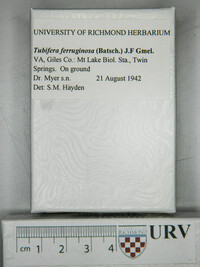 UNIVERSITY OF RICHMOND HERBARIUM
Tubifera ferruginosa (Batsch.) J.F Gmel.
VA, Giles Co.: Mt Lake Biol. Sta., Twin
Springs. On ground
Dr. Myer s.n. 21 August 1942
Det: S.M. Hayden
cm 1 2 3 4
RICHMOND
URV